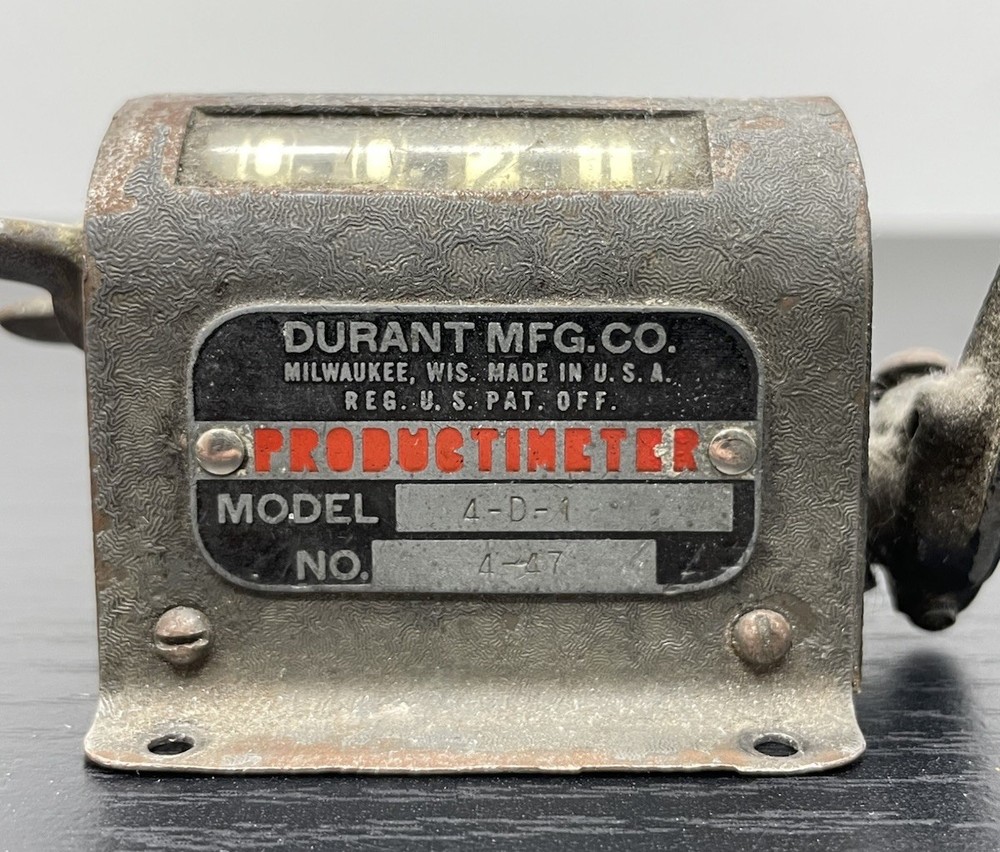 DURANT MFG. CO.
MILWAUKEE, WIS. MADE IN U. S. A.
REG. U. S. PAT. OFF.
PRODUCTIMETER
MODEL 4-D-1
NO. 4-47